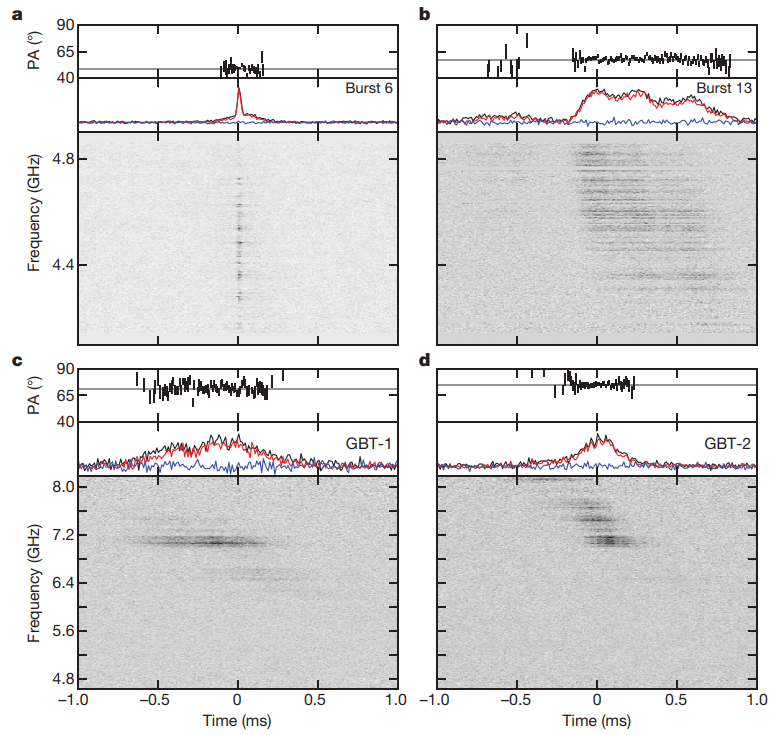 a
b
90
65
40
PA (°)
Burst 6
Burst 13
4.8
4.4
Frequency (GHz)
c
d
90
65
40
PA (°)
GBT-1
GBT-2
8.0
7.2
6.4
5.6
4.8
Frequency (GHz)
−1.0 −0.5 0 0.5 1.0 −0.5 0 0.5 1.0
Time (ms) Time (ms)